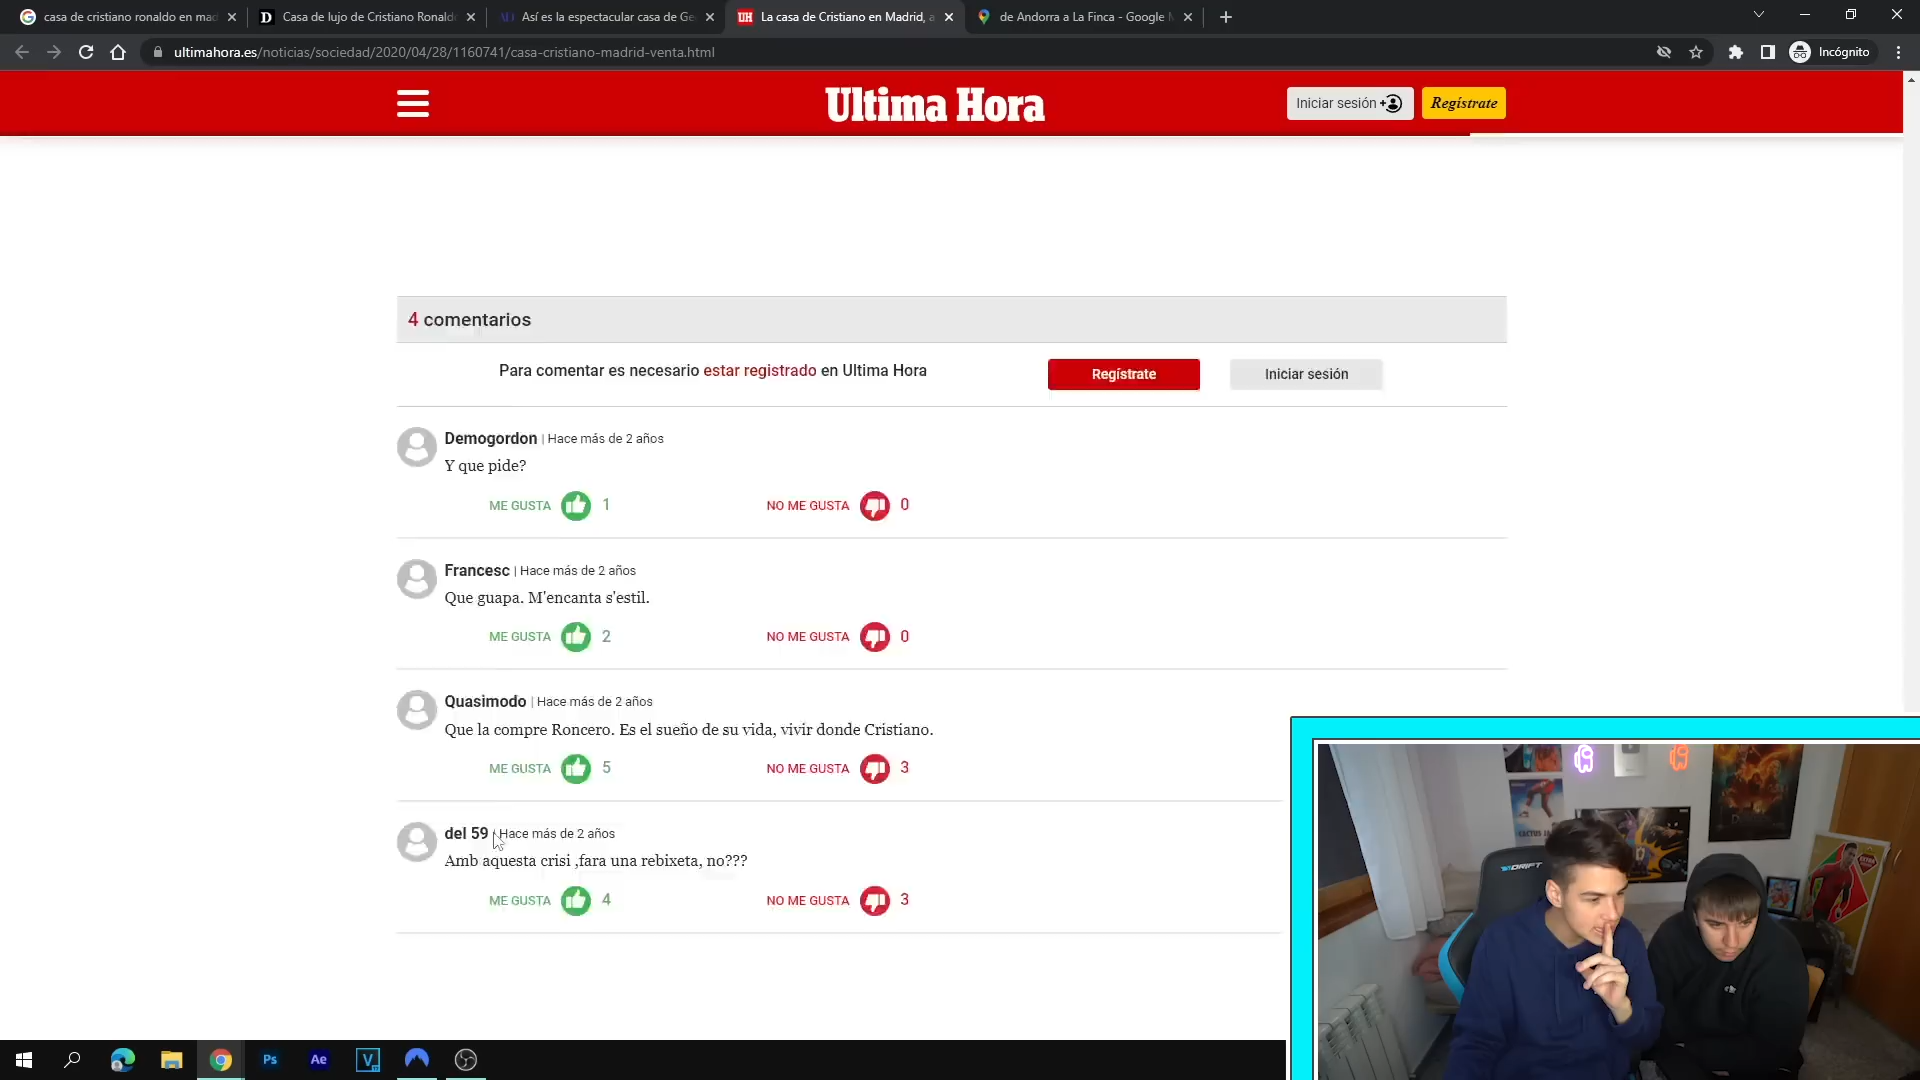 casa de cristiano ronaldo en mad
Casa de lujo de Cristiano Ronald
Así es la espectacular casa de Ge
La casa de Cristiano en Madrid, a
de Andorra a La Finca - Google M
ultimahora.es/noticias/sociedad/2020/04/28/1160741/casa-cristiano-madrid-venta.html
Incógnito
Ultima Hora
Iniciar sesión
Regístrate
4 comentarios
Para comentar es necesario estar registrado en Ultima Hora
Regístrate
Iniciar sesión
Demogordon | Hace más de 2 años
Y que pide?
ME GUSTA 1 NO ME GUSTA 0
Francesc | Hace más de 2 años
Que guapa. M'encanta s'estil.
ME GUSTA 2 NO ME GUSTA 0
Quasimodo | Hace más de 2 años
Que la compre Roncero. Es el sueño de su vida, vivir donde Cristiano.
ME GUSTA 5 NO ME GUSTA 3
del 59 | Hace más de 2 años
Amb aquesta crisi ,fara una rebixeta, no???
ME GUSTA 4 NO ME GUSTA 3
DRIFT
Ps
Ae
V